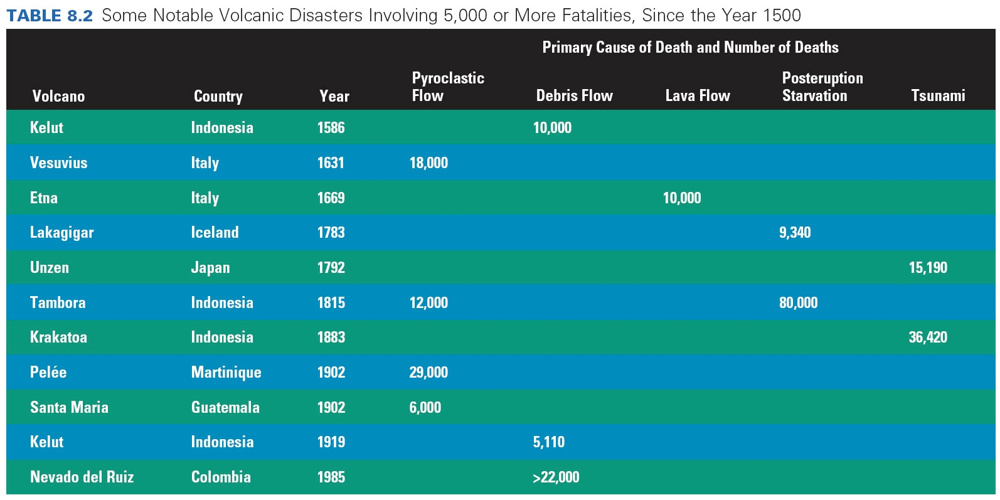 TABLE 8.2 Some Notable Volcanic Disasters Involving 5,000 or More Fatalities, Since the Year 1500
Primary Cause of Death and Number of Deaths
Volcano Country Year Pyroclastic Flow Debris Flow Lava Flow Posteruption Starvation Tsunami
Kelut Indonesia 1586 10,000
Vesuvius Italy 1631 18,000
Etna Italy 1669 10,000
Lakagigar Iceland 1783 9,340
Unzen Japan 1792 15,190
Tambora Indonesia 1815 12,000 80,000
Krakatoa Indonesia 1883 36,420
Pelée Martinique 1902 29,000
Santa Maria Guatemala 1902 6,000
Kelut Indonesia 1919 5,110
Nevado del Ruiz Colombia 1985 >22,000